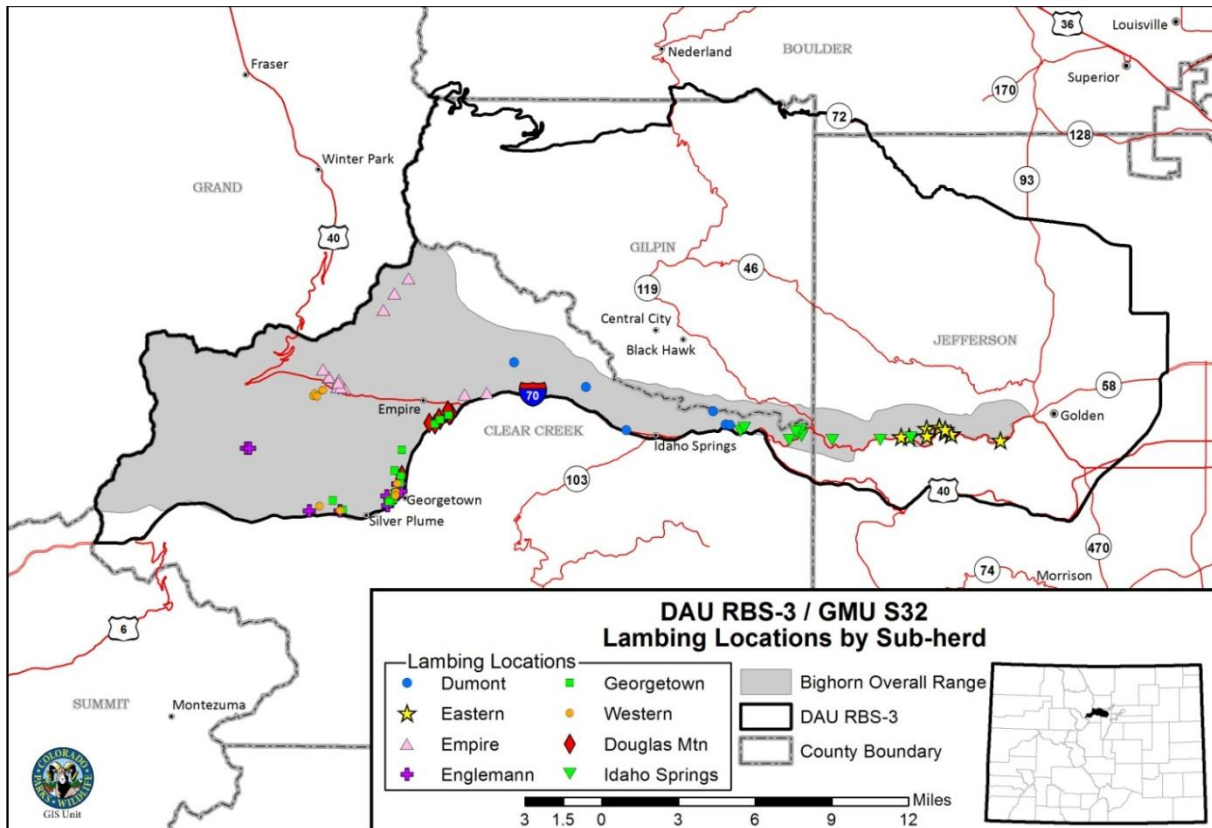 36
Louisville
Nederland
BOULDER
Fraser
Superior
170
72
128
Winter Park
93
GRAND
40
GILPIN
46
119
Central City
Black Hawk
JEFFERSON
58
70
Empire
Golden
CLEAR CREEK
Idaho Springs
103
Georgetown
40
Silver Plume
470
74
Morrison
6
SUMMIT
Montezuma
DAU RBS-3 / GMU S32
Lambing Locations by Sub-herd
Lambing Locations
Dumont
Eastern
Empire
Englemann
Georgetown
Western
Douglas Mtn
Idaho Springs
Bighorn Overall Range
DAU RBS-3
County Boundary
Miles
3 1.5 0 3 6 9 12
COLORADO
PARKS
WILDLIFE
GIS Unit